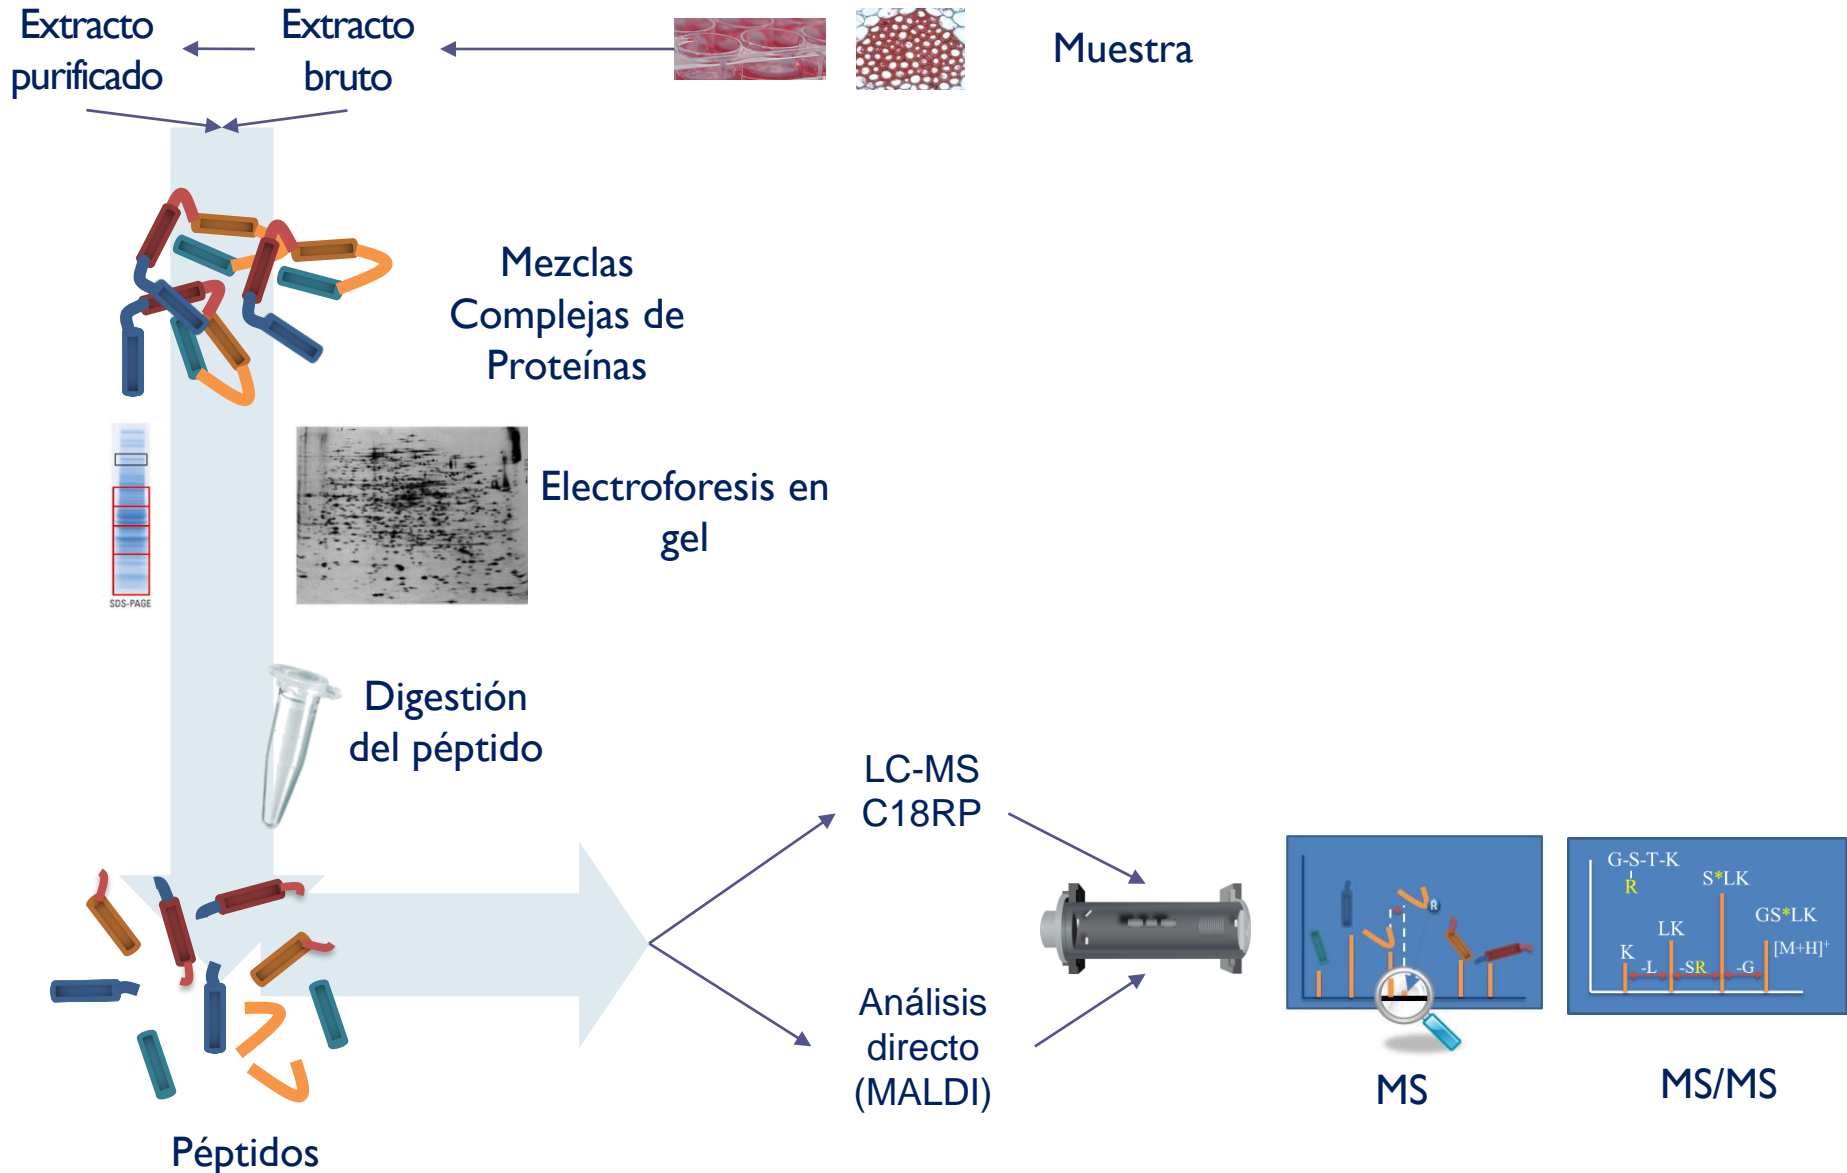 Extracto
purificado
Extracto
bruto
Muestra
Mezclas
Complejas de
Proteínas
SDS-PAGE
Electroforesis en
gel
Digestión
del péptido
Péptidos
LC-MS
C18RP
Análisis
directo
(MALDI)
R
MS
G-S-T-K
R
S*LK
GS*LK
LK
[M+H]+
K
-L
-SR
-G
MS/MS